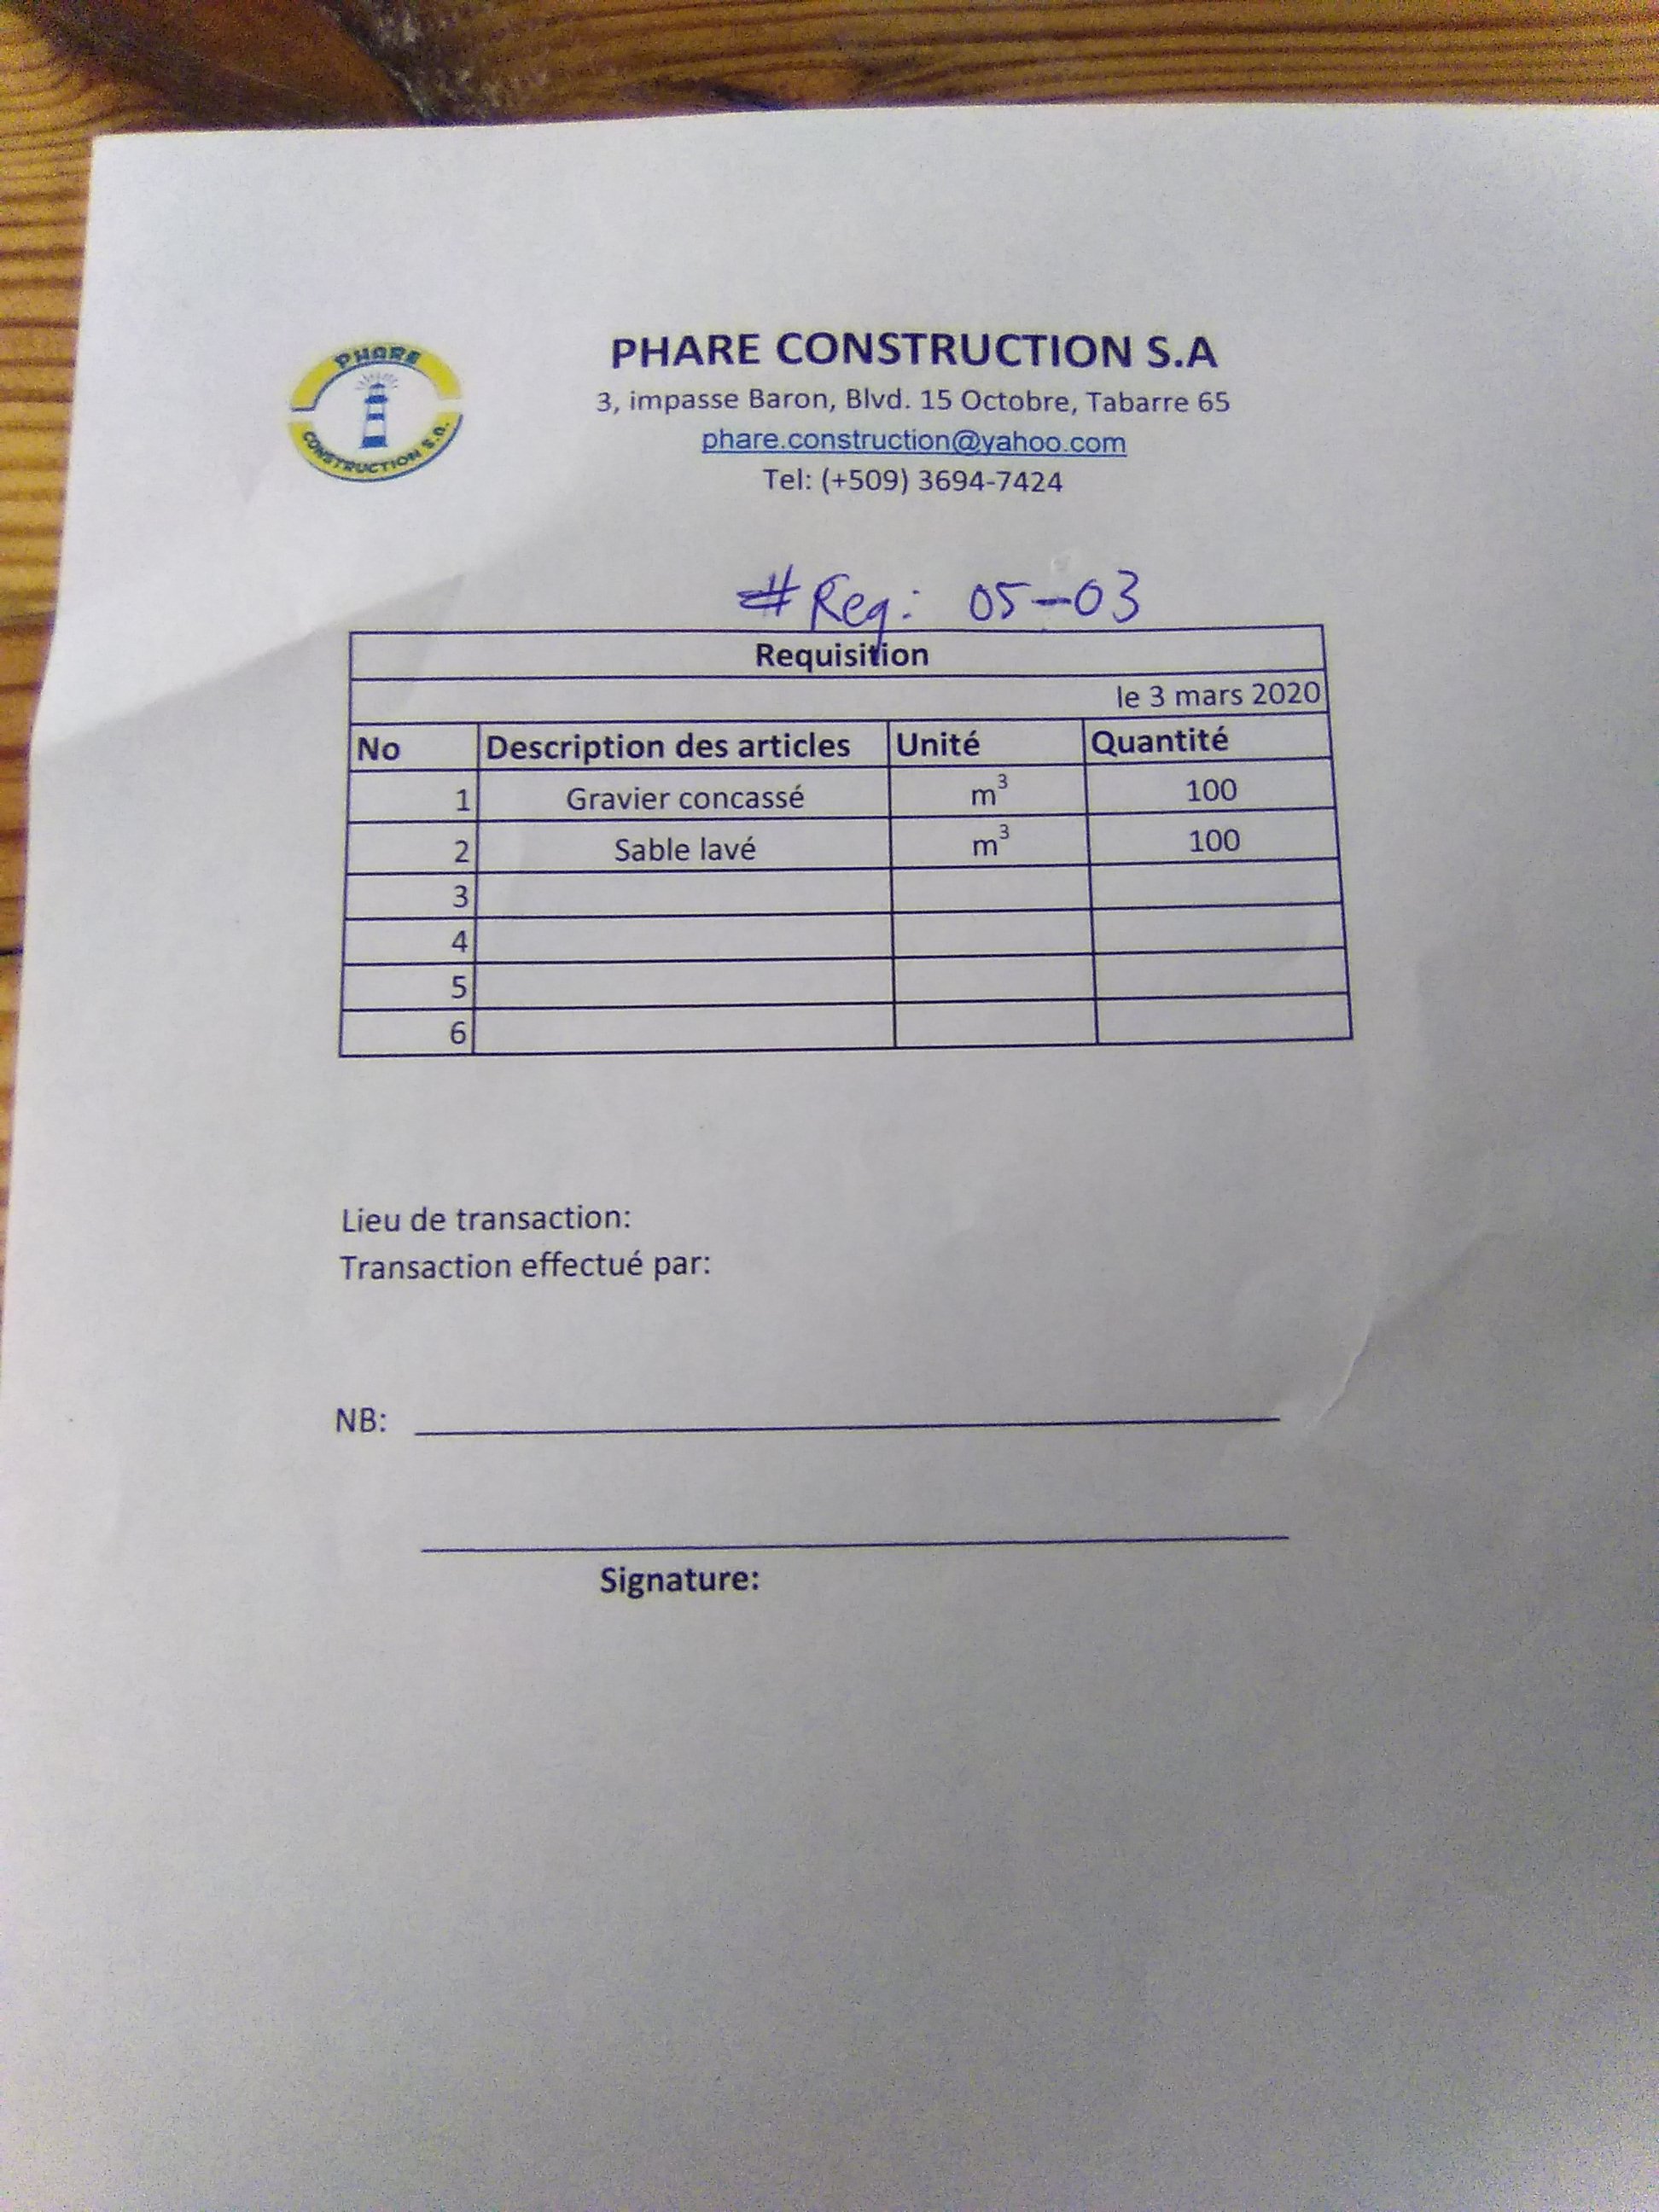 PHARE
CONSTRUCTION S.A.
PHARE CONSTRUCTION S.A
3, impasse Baron, Blvd. 15 Octobre, Tabarre 65
phare.construction@yahoo.com
Tel: (+509) 3694-7424
# Req: 05-03
Requisition
le 3 mars 2020
No Description des articles Unité Quantité
1 Gravier concassé m³ 100
2 Sable lavé m³ 100
3
4
5
6
Lieu de transaction:
Transaction effectué par:
NB:
Signature: